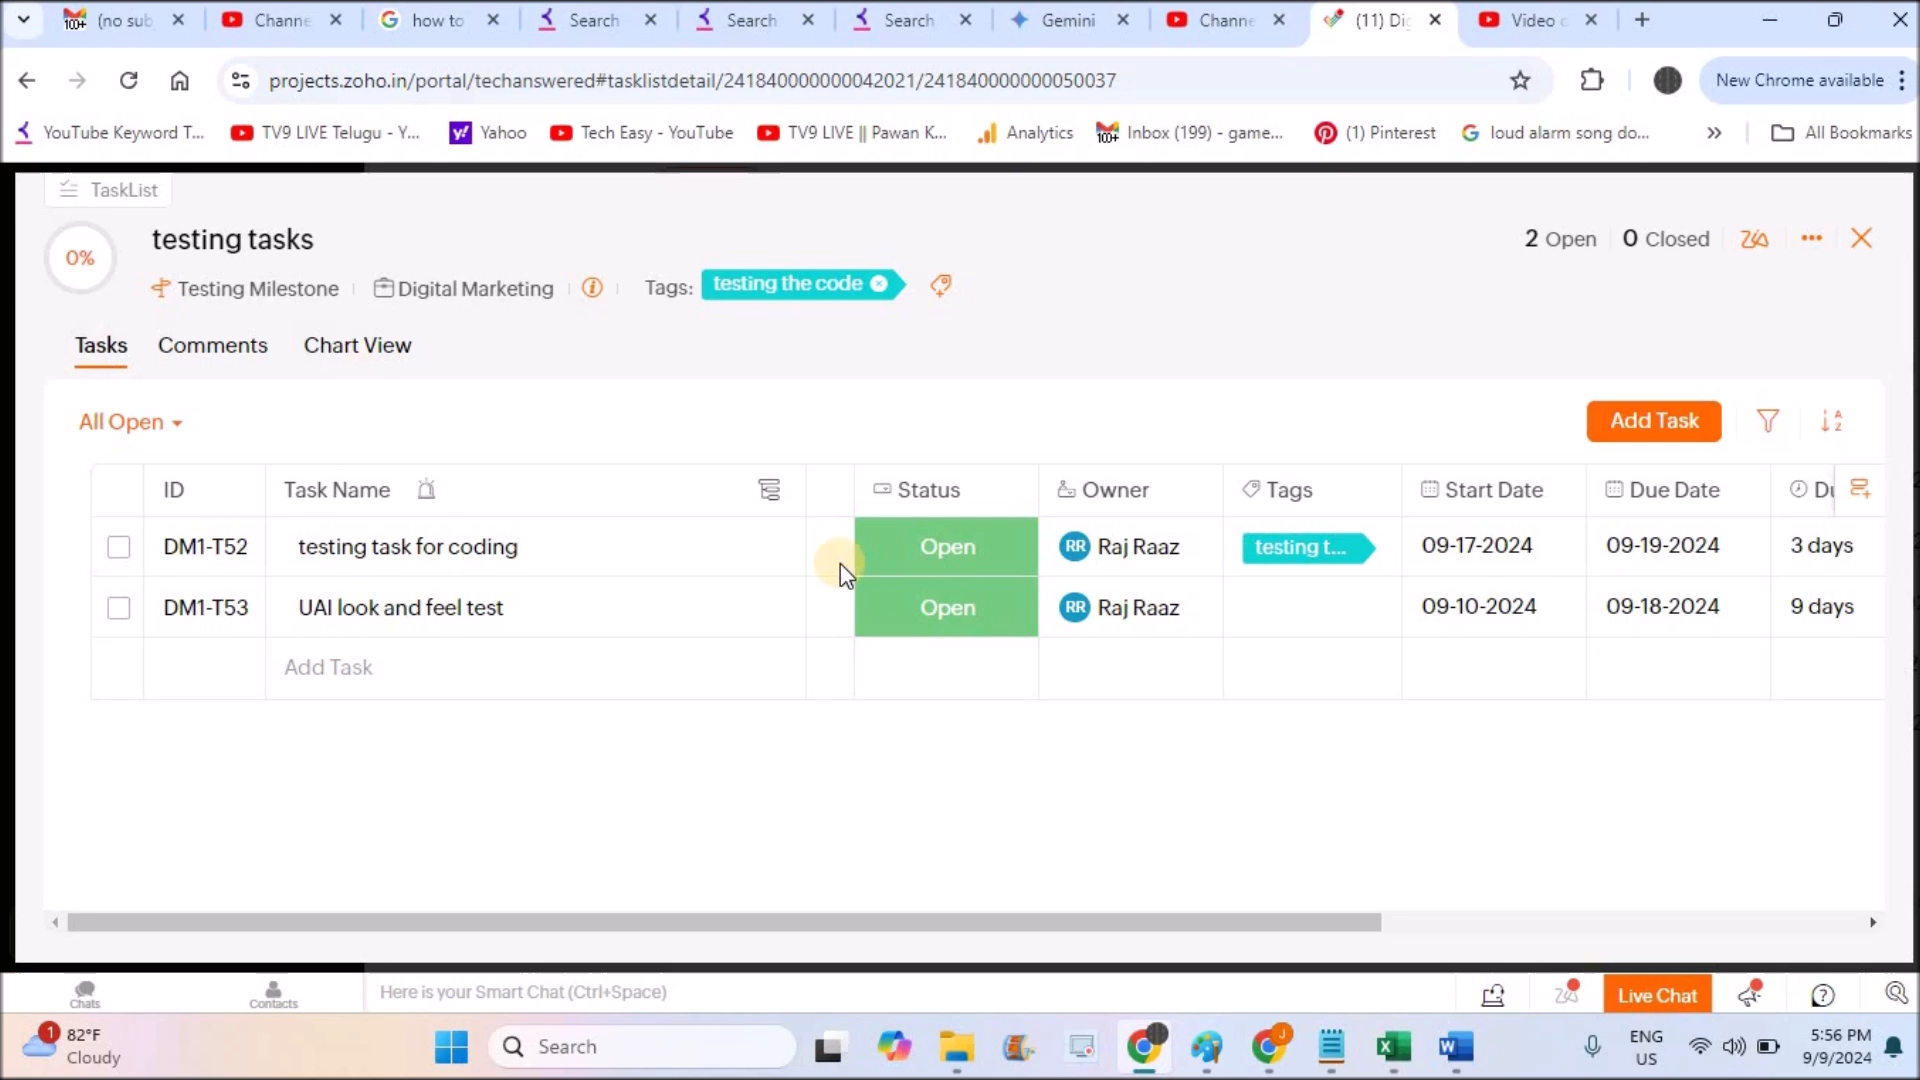 100+ (no sub Channe how to Search Search Search Gemini Channe (11) Dig Video
projects.zoho.in/portal/techanswered#tasklistdetail/241840000000042021/241840000000050037 New Chrome available
YouTube Keyword T... TV9 LIVE Telugu - Y... Yahoo Tech Easy - YouTube TV9 LIVE || Pawan K... Analytics 100+ Inbox (199) - game... (1) Pinterest loud alarm song do... » All Bookmarks
TaskList
0% testing tasks 2 Open 0 Closed
Testing Milestone Digital Marketing Tags: testing the code
Tasks Comments Chart View
All Open Add Task
ID Task Name Status Owner Tags Start Date Due Date Du
DM1-T52 testing task for coding Open RR Raj Raaz testing t... 09-17-2024 09-19-2024 3 days
DM1-T53 UAI look and feel test Open RR Raj Raaz 09-10-2024 09-18-2024 9 days
Add Task
Chats Contacts Here is your Smart Chat (Ctrl+Space) Live Chat
1 82°F
Cloudy
Search
ENG
US
5:56 PM
9/9/2024